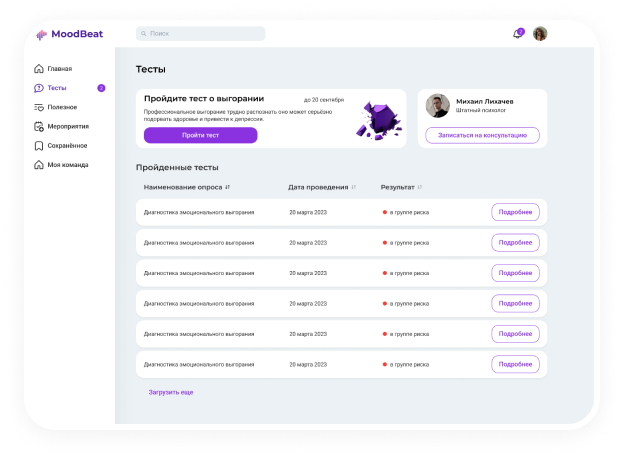 MoodBeat
Поиск
2
Главная
Тесты
2
Полезное
Мероприятия
Сохранённое
Моя команда
Тесты
Пройдите тест о выгорании
до 20 сентября
Профессиональное выгорание трудно распознать оно может серьёзно
подорвать здоровье и привести к депрессии.
Пройти тест
Михаил Лихачев
Штатный психолог
Записаться на консультацию
Пройденные тесты
Наименование опроса Дата проведения Результат
Диагностика эмоционального выгорания 20 марта 2023 в группе риска Подробнее
Диагностика эмоционального выгорания 20 марта 2023 в группе риска Подробнее
Диагностика эмоционального выгорания 20 марта 2023 в группе риска Подробнее
Диагностика эмоционального выгорания 20 марта 2023 в группе риска Подробнее
Диагностика эмоционального выгорания 20 марта 2023 в группе риска Подробнее
Диагностика эмоционального выгорания 20 марта 2023 в группе риска Подробнее
Загрузить еще